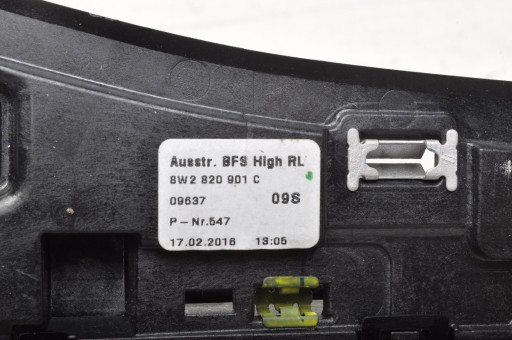 Ausstr. BFS High RL
8W2 820 901 C
09637 09S
P-Nr.547
17.02.2016 13:05